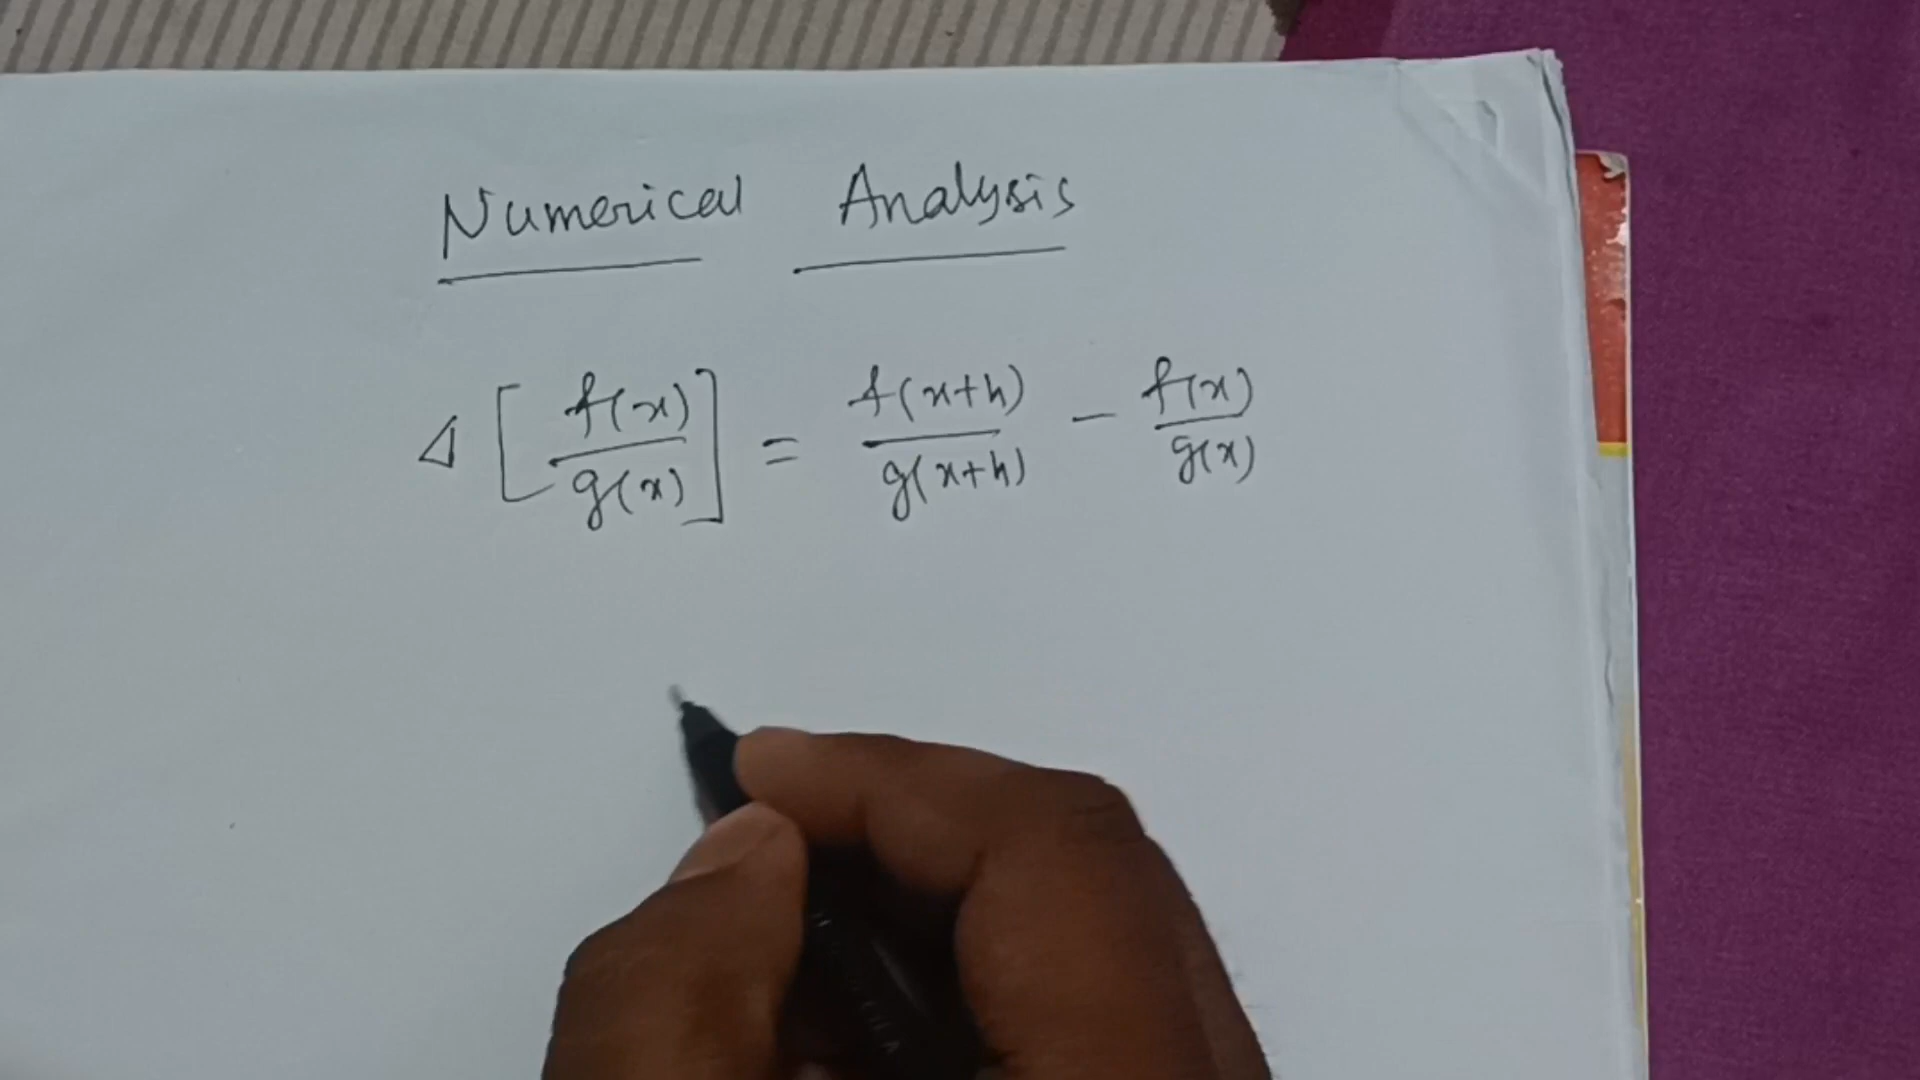 Numerical Analysis
Δ [ f(x) / g(x) ] = f(x+h) / g(x+h) - f(x) / g(x)